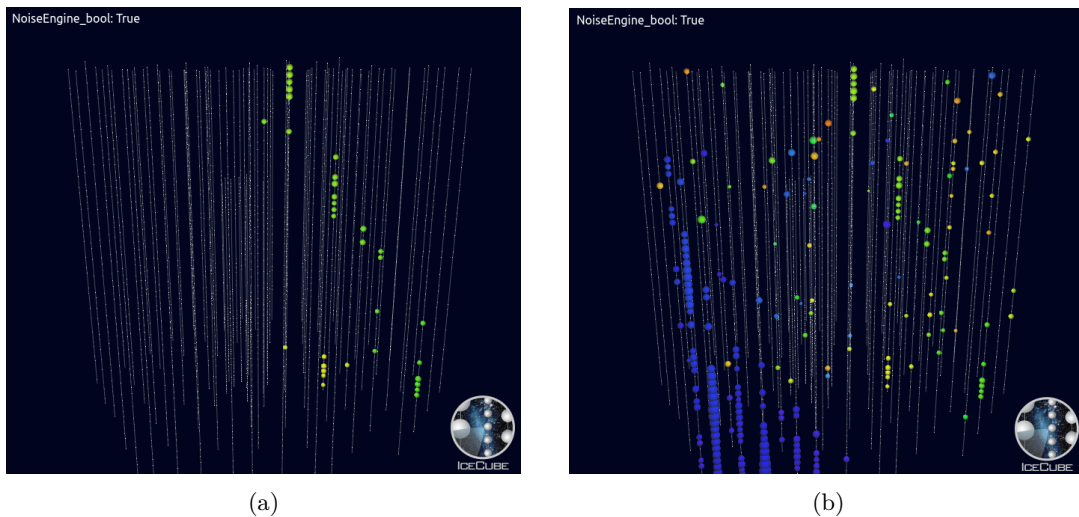 NoiseEngine_bool: True
NoiseEngine_bool: True
ICECUBE
ICECUBE
(a)
(b)